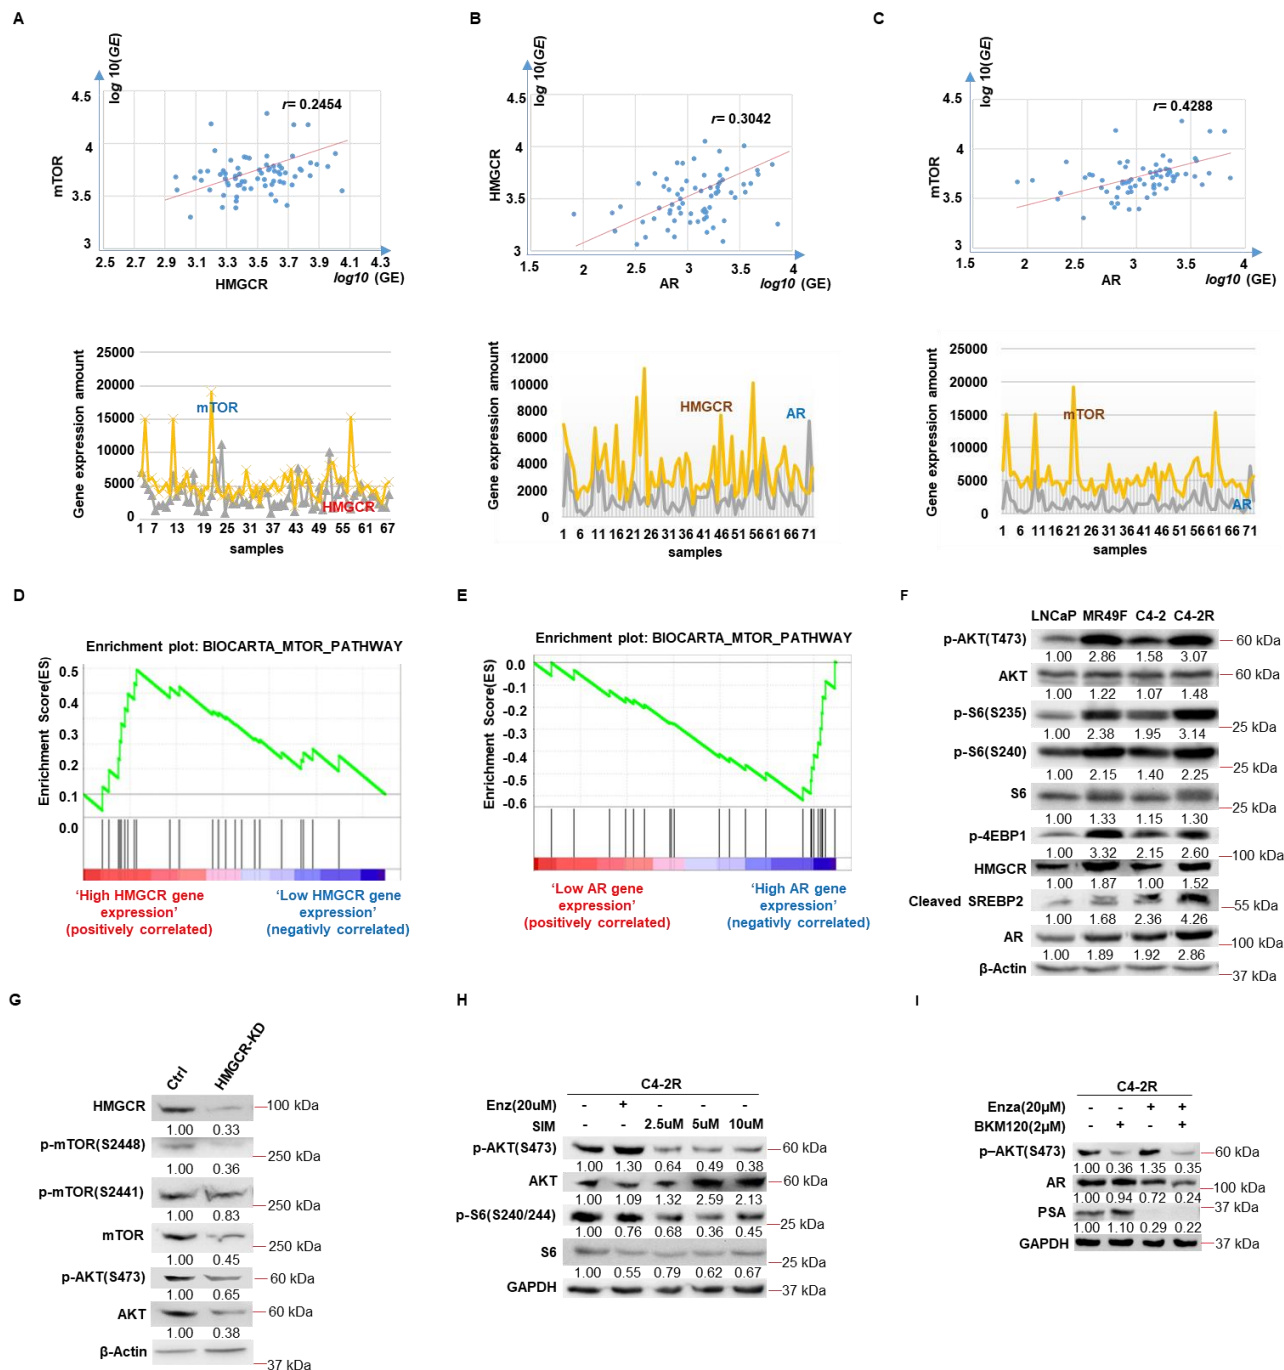 A
log 10(GE)
4.5
4
3.5
3
mTOR
r= 0.2454
2.5 2.7 2.9 3.1 3.3 3.5 3.7 3.9 4.1 4.3
HMGCR
log10 (GE)
B
log 10(GE)
4.5
4
3.5
3
HMGCR
r= 0.3042
1.5 2 2.5 3 3.5 4
AR
log10 (GE)
C
log 10(GE)
4.5
4
3.5
3
mTOR
r= 0.4288
1.5 2 2.5 3 3.5 4
AR
log10 (GE)
Gene expression amount
25000
20000
15000
10000
5000
0
mTOR
HMGCR
1 7 13 19 25 31 37 43 49 55 61 67
samples
Gene expression amount
12000
10000
8000
6000
4000
2000
0
HMGCR
AR
1 6 11 16 21 26 31 36 41 46 51 56 61 66 71
samples
Gene expression amount
25000
20000
15000
10000
5000
0
mTOR
AR
1 6 11 16 21 26 31 36 41 46 51 56 61 66 71
samples
D
Enrichment plot: BIOCARTA_MTOR_PATHWAY
Enrichment Score(ES)
0.5
0.4
0.3
0.2
0.1
0.0
‘High HMGCR gene
expression’
(positively correlated)
‘Low HMGCR gene
expression’
(negativly correlated)
E
Enrichment plot: BIOCARTA_MTOR_PATHWAY
Enrichment Score(ES)
0.0
-0.1
-0.2
-0.3
-0.4
-0.5
-0.6
‘Low AR gene
expression’
(positively correlated)
‘High AR gene
expression’
(negativly correlated)
F
LNCaP MR49F C4-2 C4-2R
p-AKT(T473) 60 kDa
1.00 2.86 1.58 3.07
AKT 60 kDa
1.00 1.22 1.07 1.48
p-S6(S235) 25 kDa
1.00 2.38 1.95 3.14
p-S6(S240) 25 kDa
1.00 2.15 1.40 2.25
S6 25 kDa
1.00 1.33 1.15 1.30
p-4EBP1
1.00 3.32 2.15 2.60 100 kDa
HMGCR
1.00 1.87 1.00 1.52
Cleaved SREBP2 55 kDa
1.00 1.68 2.36 4.26
AR 100 kDa
1.00 1.89 1.92 2.86
β-Actin 37 kDa
G
Ctrl HMGCR-KD
HMGCR 100 kDa
1.00 0.33
p-mTOR(S2448) 250 kDa
1.00 0.36
p-mTOR(S2441) 250 kDa
1.00 0.83
mTOR 250 kDa
1.00 0.45
p-AKT(S473) 60 kDa
1.00 0.65
AKT 60 kDa
1.00 0.38
β-Actin
37 kDa
H
C4-2R
Enz(20uM) - + - - -
SIM - - 2.5uM 5uM 10uM
p-AKT(S473) 60 kDa
1.00 1.30 0.64 0.49 0.38
AKT 60 kDa
1.00 1.09 1.32 2.59 2.13
p-S6(S240/244) 25 kDa
1.00 0.76 0.68 0.36 0.45
S6 25 kDa
1.00 0.55 0.79 0.62 0.67
GAPDH 37 kDa
I
C4-2R
Enza(20μM) - - + +
BKM120(2μM) - + - +
p–AKT(S473) 60 kDa
1.00 0.36 1.35 0.35
AR 100 kDa
1.00 0.94 0.72 0.24
PSA 37 kDa
1.00 1.10 0.29 0.22
GAPDH 37 kDa